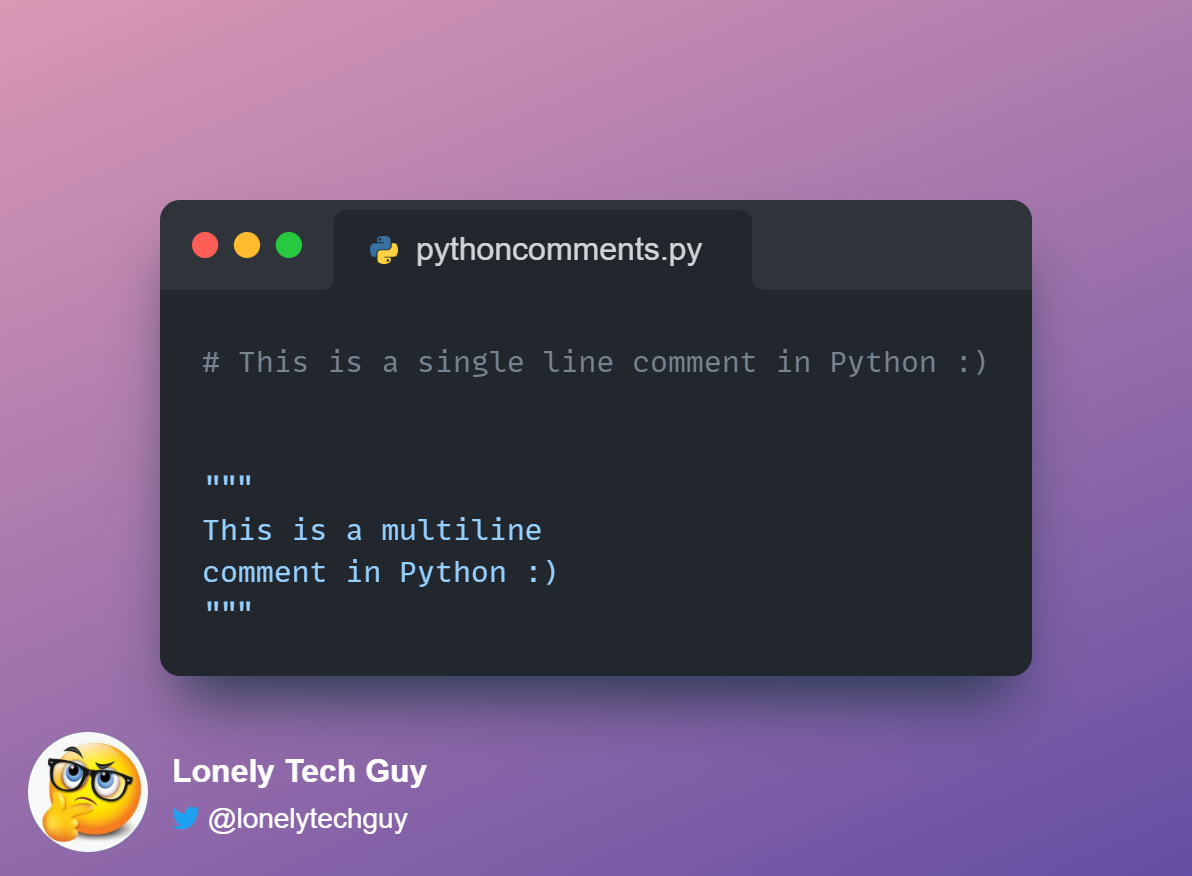 pythoncomments.py
# This is a single line comment in Python :)
"""
This is a multiline
comment in Python :)
"""
Lonely Tech Guy
@lonelytechguy